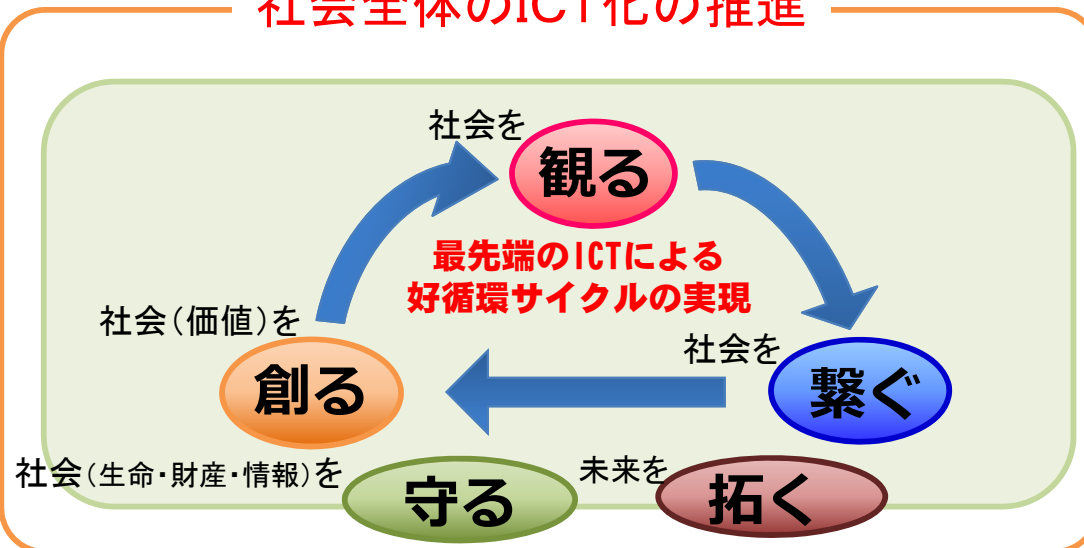 社会全体のICT化の推進
社会を
観る
最先端のICTによる
好循環サイクルの実現
社会(価値)を
創る
社会を
繋ぐ
社会(生命・財産・情報)を
守る
未来を
拓く